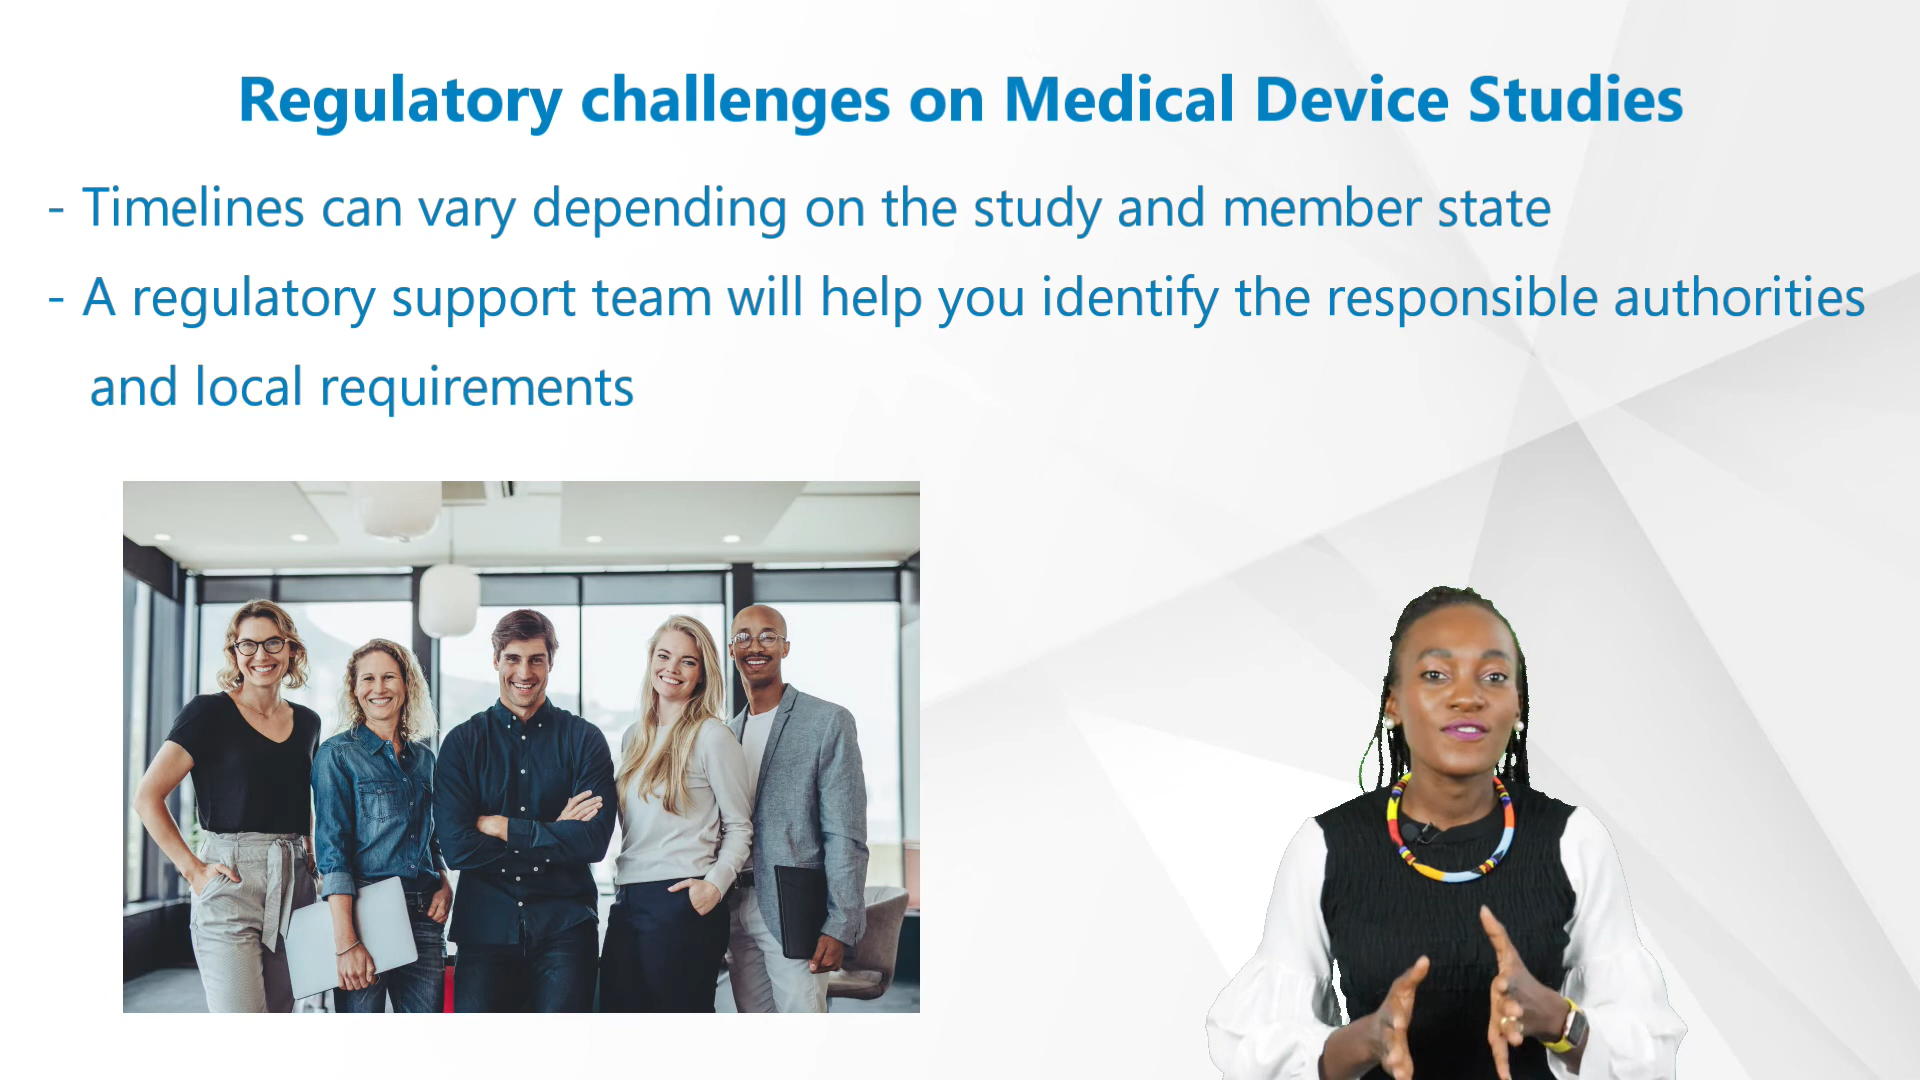 Regulatory challenges on Medical Device Studies
- Timelines can vary depending on the study and member state
- A regulatory support team will help you identify the responsible authorities
and local requirements